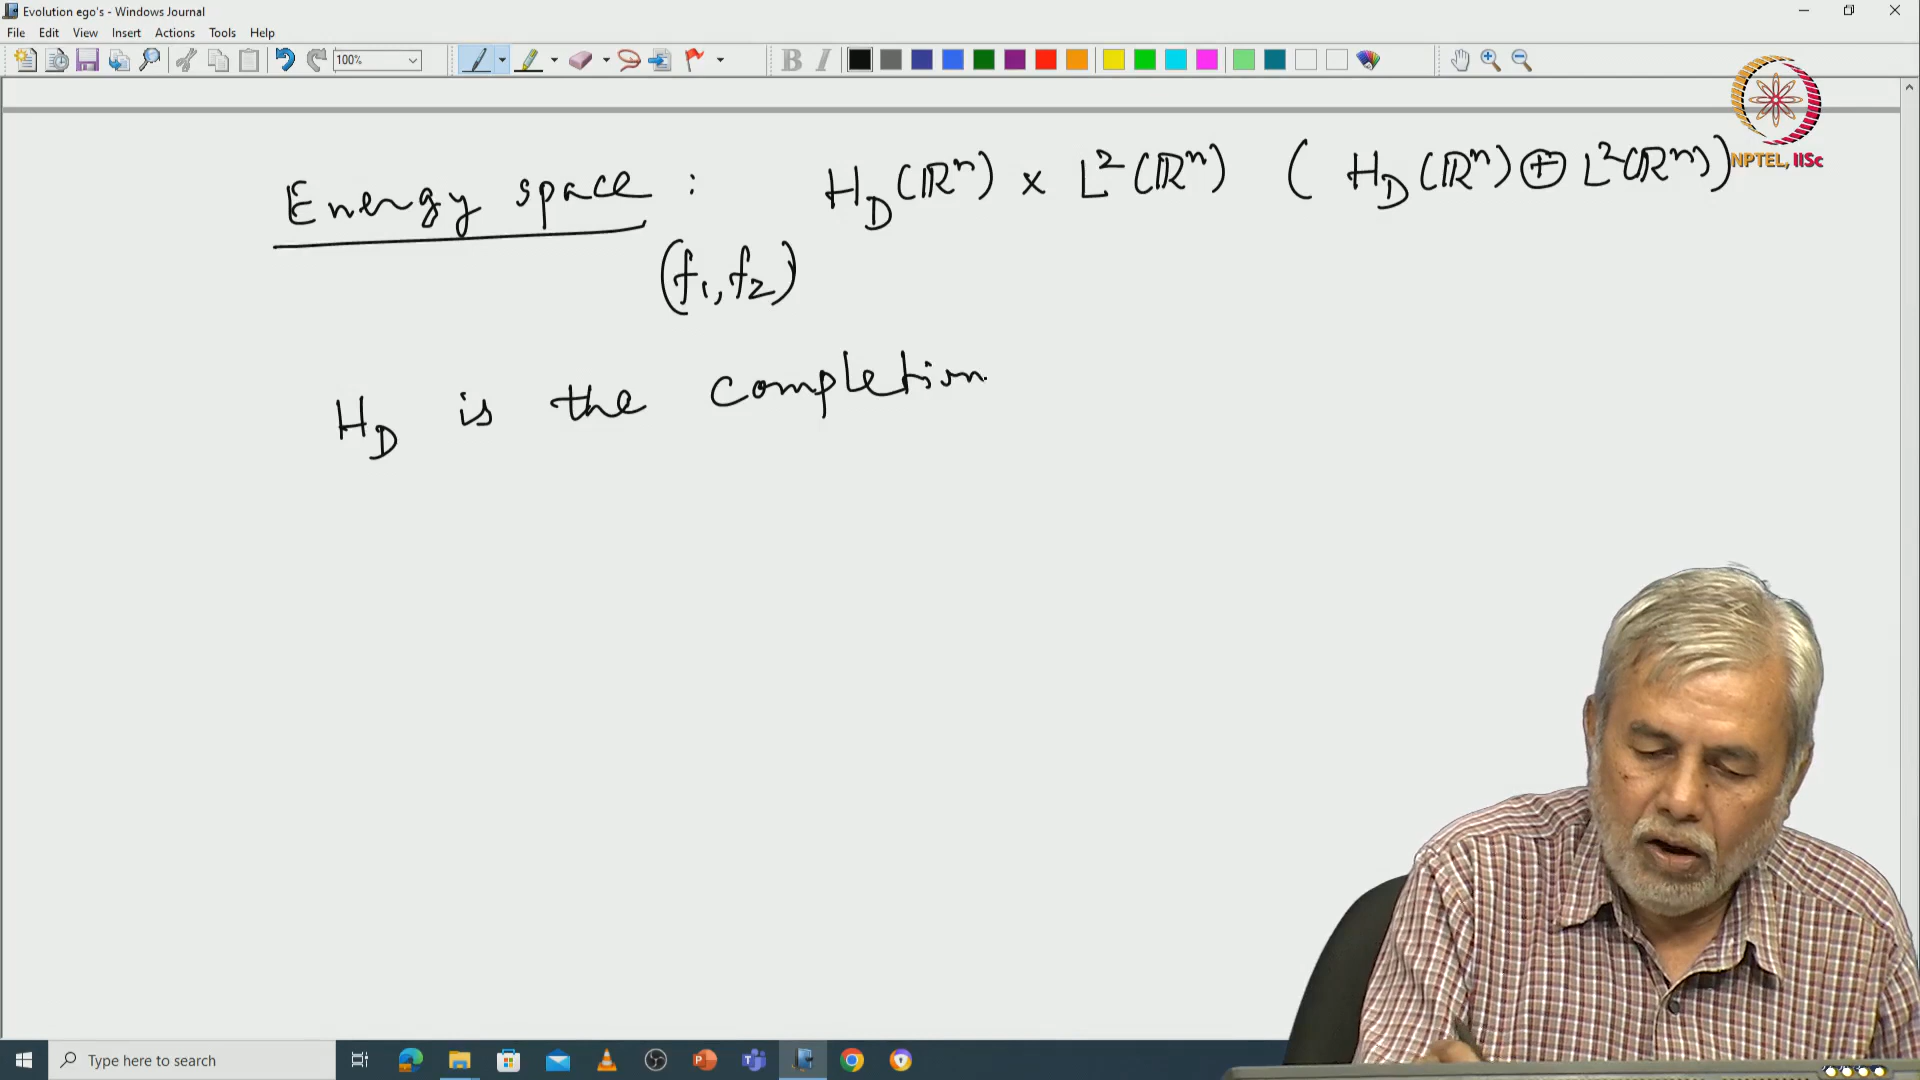 Evolution eqo's - Windows Journal
File Edit View Insert Actions Tools Help
100%
B I
NPTEL, IISc
Energy space : H_D(ℝⁿ) × L²(ℝⁿ) ( H_D(ℝⁿ) ⊕ L²(ℝⁿ))
(f₁, f₂)
H_D is the completion
Type here to search